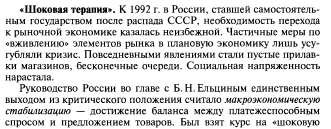 «Шоковая терапия». К 1992 г. в России, ставшей самостоятель-
ным государством после распада СССР, необходимость перехода
к рыночной экономике казалась неизбежной. Частичные меры по
«вживлению» элементов рынка в плановую экономику лишь усу-
губляли кризис. Повседневными явлениями стали пустые прилав-
ки магазинов, бесконечные очереди. Социальная напряженность
нарастала.
Руководство России во главе с Б. Н. Ельциным единственным
выходом из критического положения считало макроэкономическую
стабилизацию — достижение баланса между платежеспособным
спросом и предложением товаров. Был взят курс на «шоковую